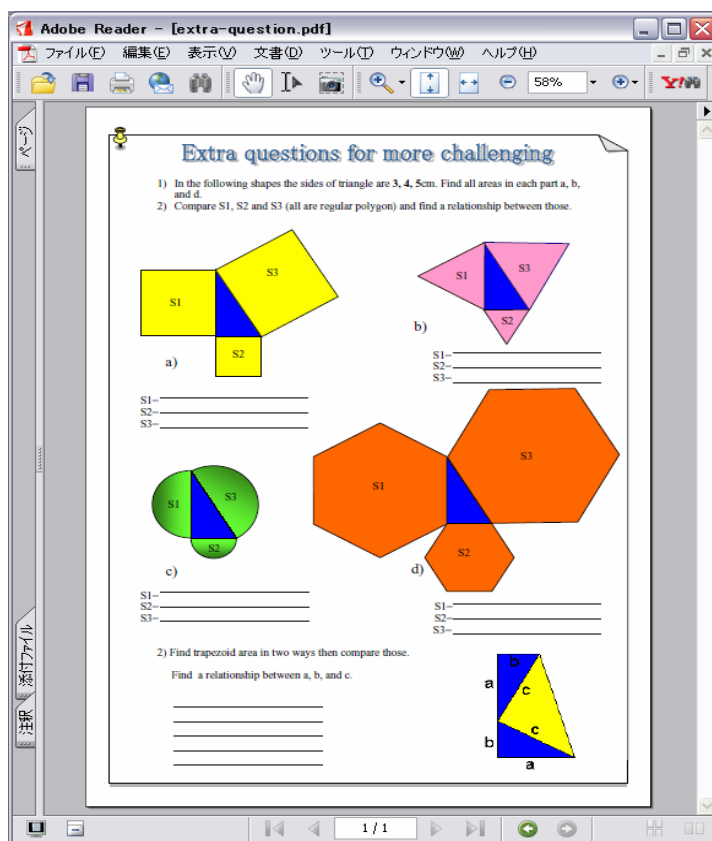 Adobe Reader - [extra-question.pdf]
ファイル(F) 編集(E) 表示(V) 文書(D) ツール(T) ウィンドウ(W) ヘルプ(H)
58%
Y!
ページ
Extra questions for more challenging
1) In the following shapes the sides of triangle are 3, 4, 5cm. Find all areas in each part a, b,
and d.
2) Compare S1, S2 and S3 (all are regular polygon) and find a relationship between those.
S3
S1
S2
a)
S1=
S2=
S3=
S1
S3
S2
b)
S1=
S2=
S3=
S1
S3
S2
c)
S1=
S2=
S3=
S3
S1
S2
d)
S1=
S2=
S3=
2) Find trapezoid area in two ways then compare those.
Find a relationship between a, b, and c.
b
a
c
c
b
a
添付ファイル
注釈
1 / 1